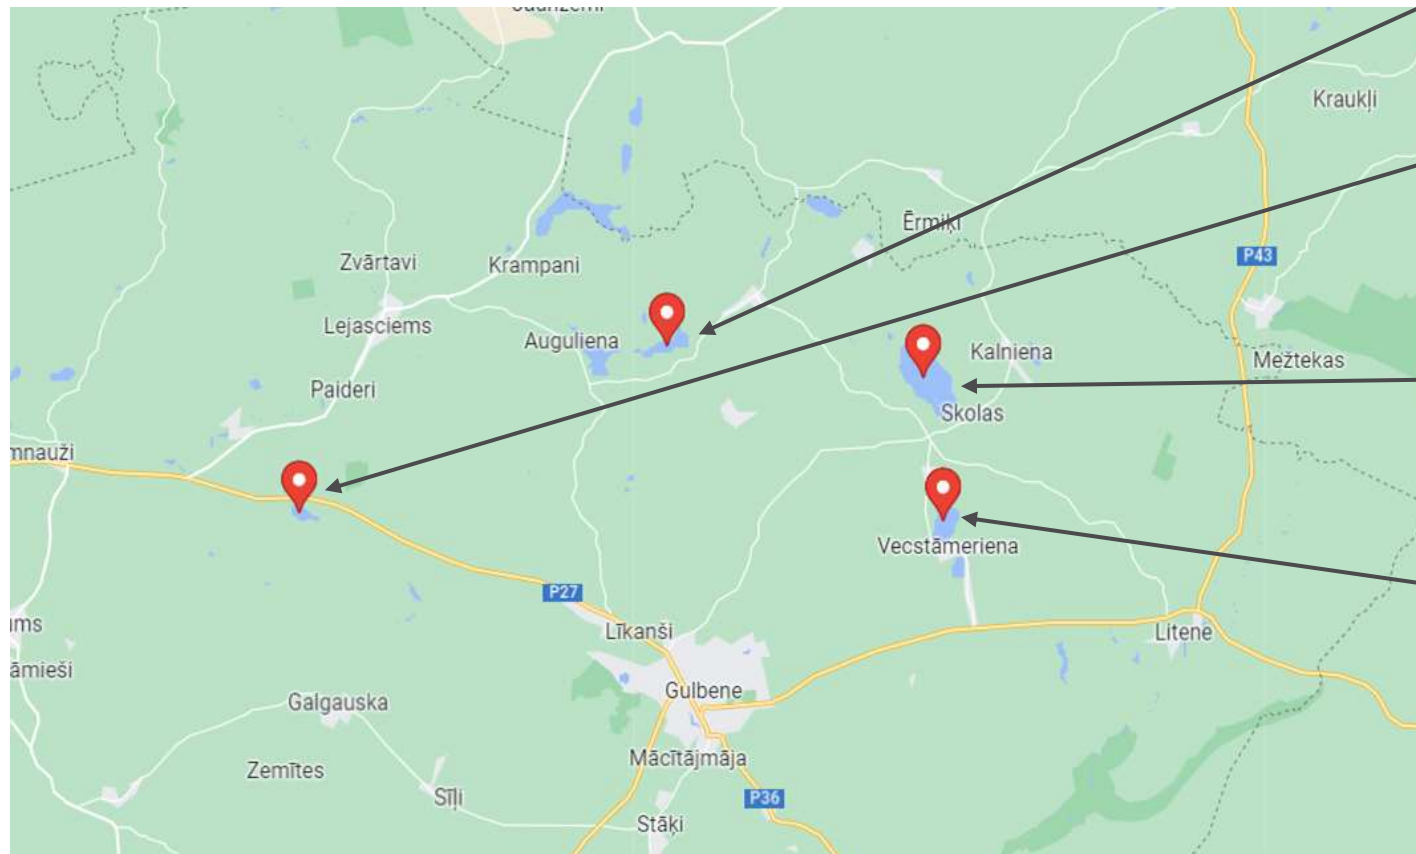 Kraukļi
Ērmiķi
Zvārtavi
Krampani
P43
Lejasciems
Auguliena
Kalniena
Mežtekas
Paideri
Skolas
mnauži
Vecstāmeriena
P27
ums
Līkanši
Litene
āmieši
Gulbene
Galgauska
Mācītājmāja
Zemītes
Sīļi
P36
Stāķi